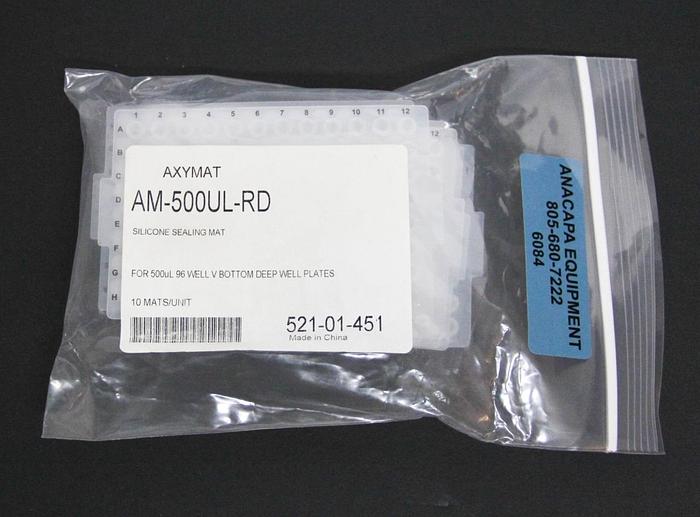 1 2 3 4 5 6 7 8 9 10 11 12
A
12
B
C
D
E
F
G
H
AXYMAT
AM-500UL-RD
SILICONE SEALING MAT
FOR 500uL 96 WELL V BOTTOM DEEP WELL PLATES
10 MATS/UNIT
521-01-451
Made in China
ANACAPA EQUIPMENT
805-680-7222
6084